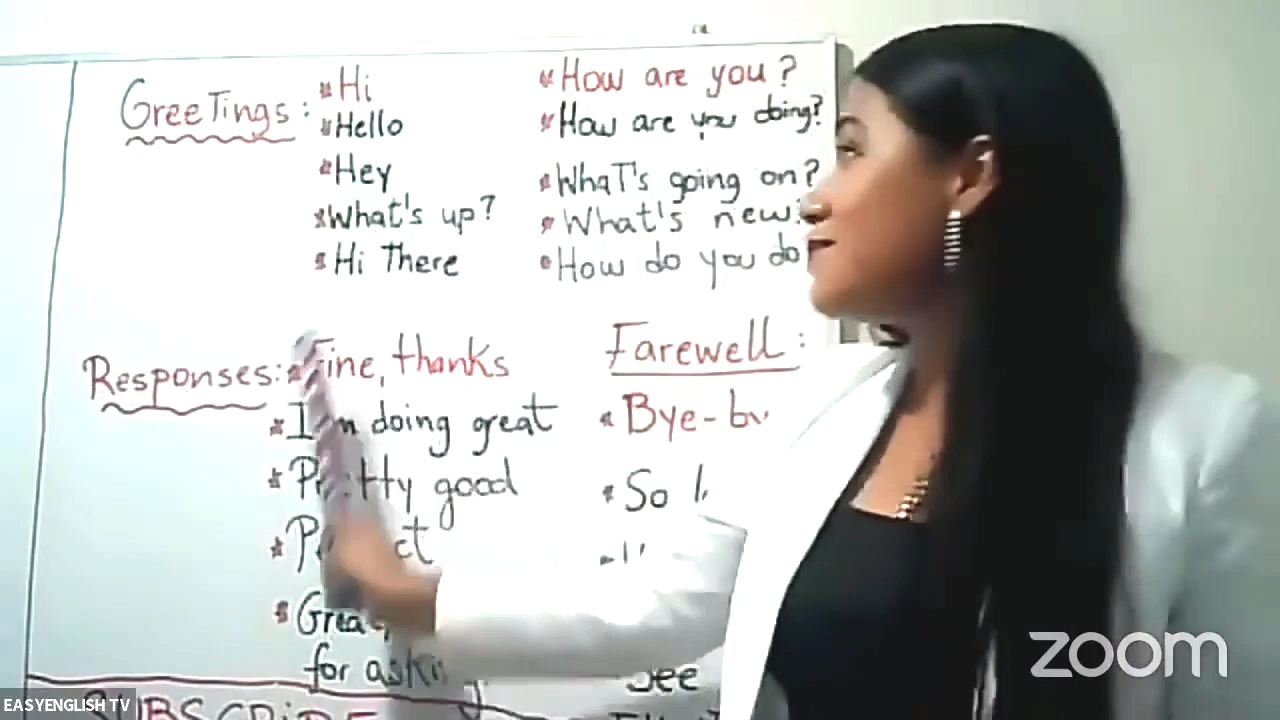 Greetings:
* Hi
* Hello
* Hey
* What's up?
* Hi There
* How are you?
* How are you doing?
* What's going on?
* What's new
* How do you do
Responses:
* Fine, thanks
* I'm doing great
* Pretty good
* 
* Great,
for
Farewell:
* Bye-
* So
See
SUBSCRIBE
EASYENGLISH TV
zoom